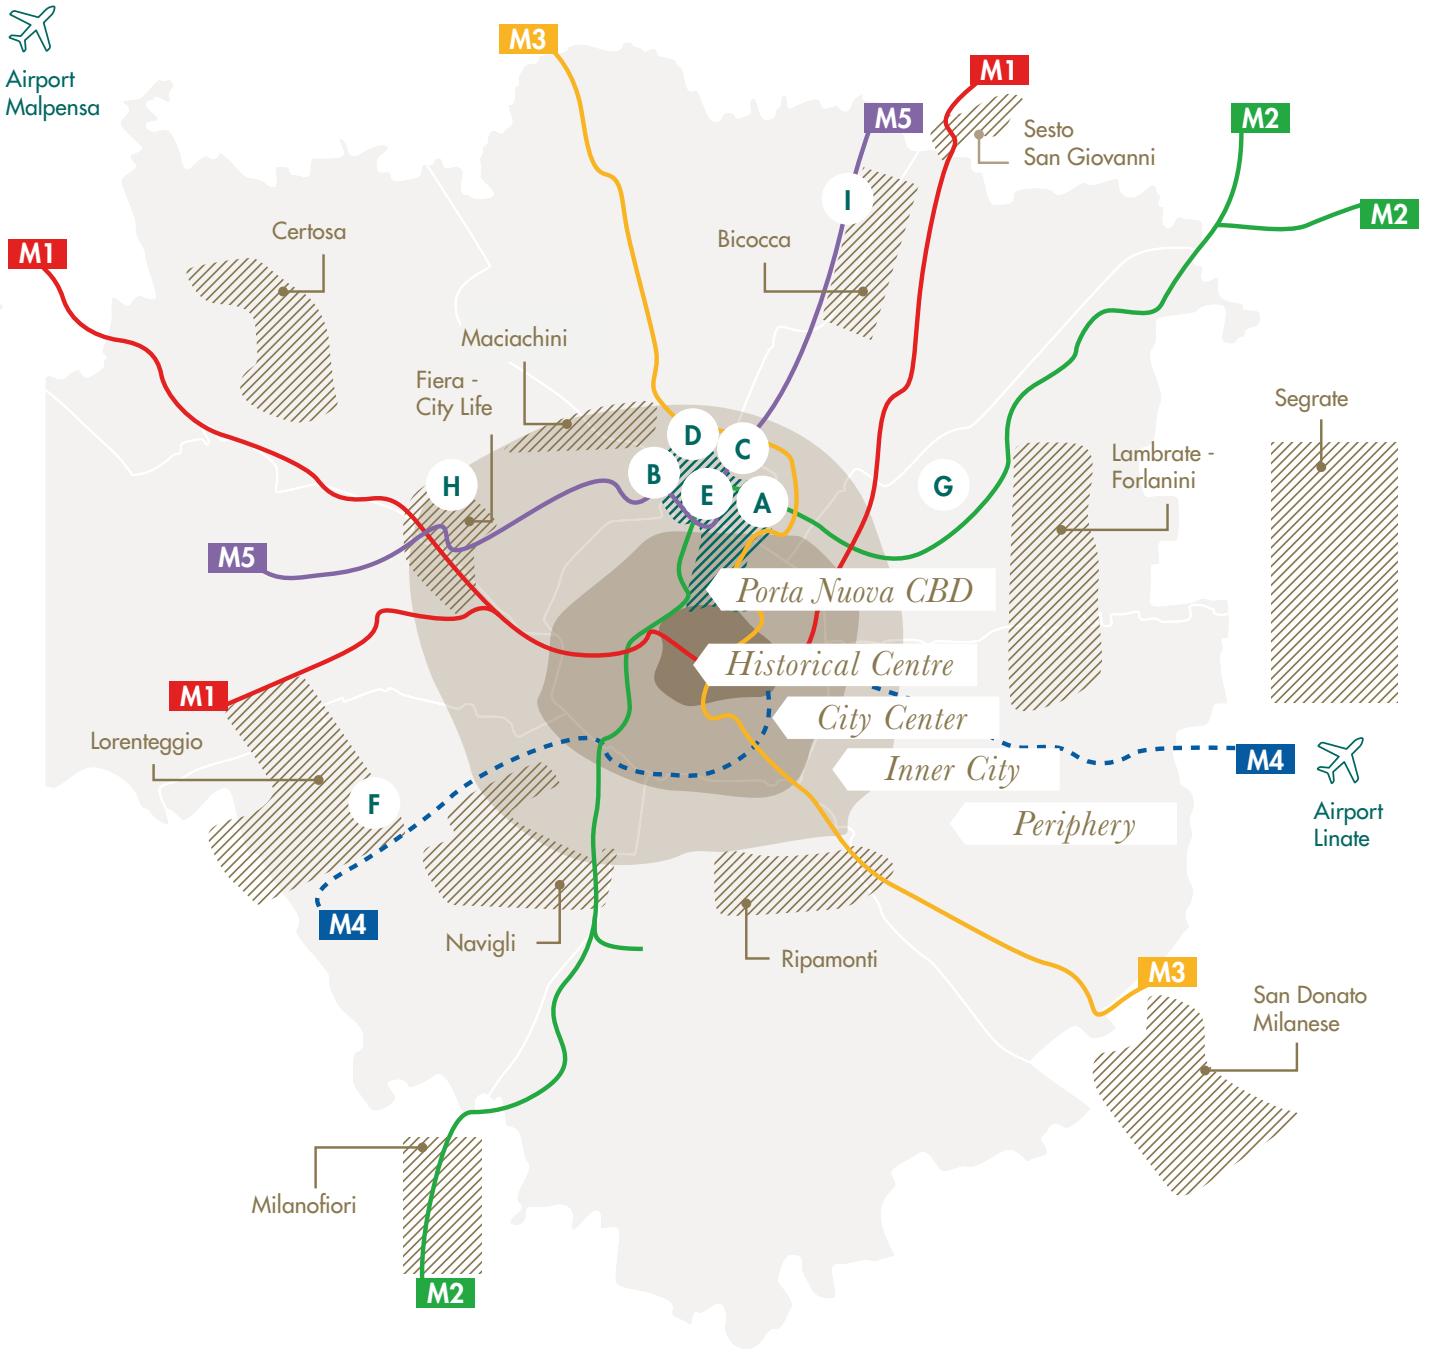 Airport
Malpensa
M3
M1
M5
M2
Sesto
San Giovanni
I
M2
M1
Certosa
Bicocca
Maciachini
Fiera -
City Life
Segrate
D
C
Lambrate -
Forlanini
B
H
E
A
G
M5
Porta Nuova CBD
Historical Centre
M1
City Center
Lorenteggio
Inner City
M4
F
Airport
Linate
Periphery
M4
Navigli
Ripamonti
M3
San Donato
Milanese
Milanofiori
M2